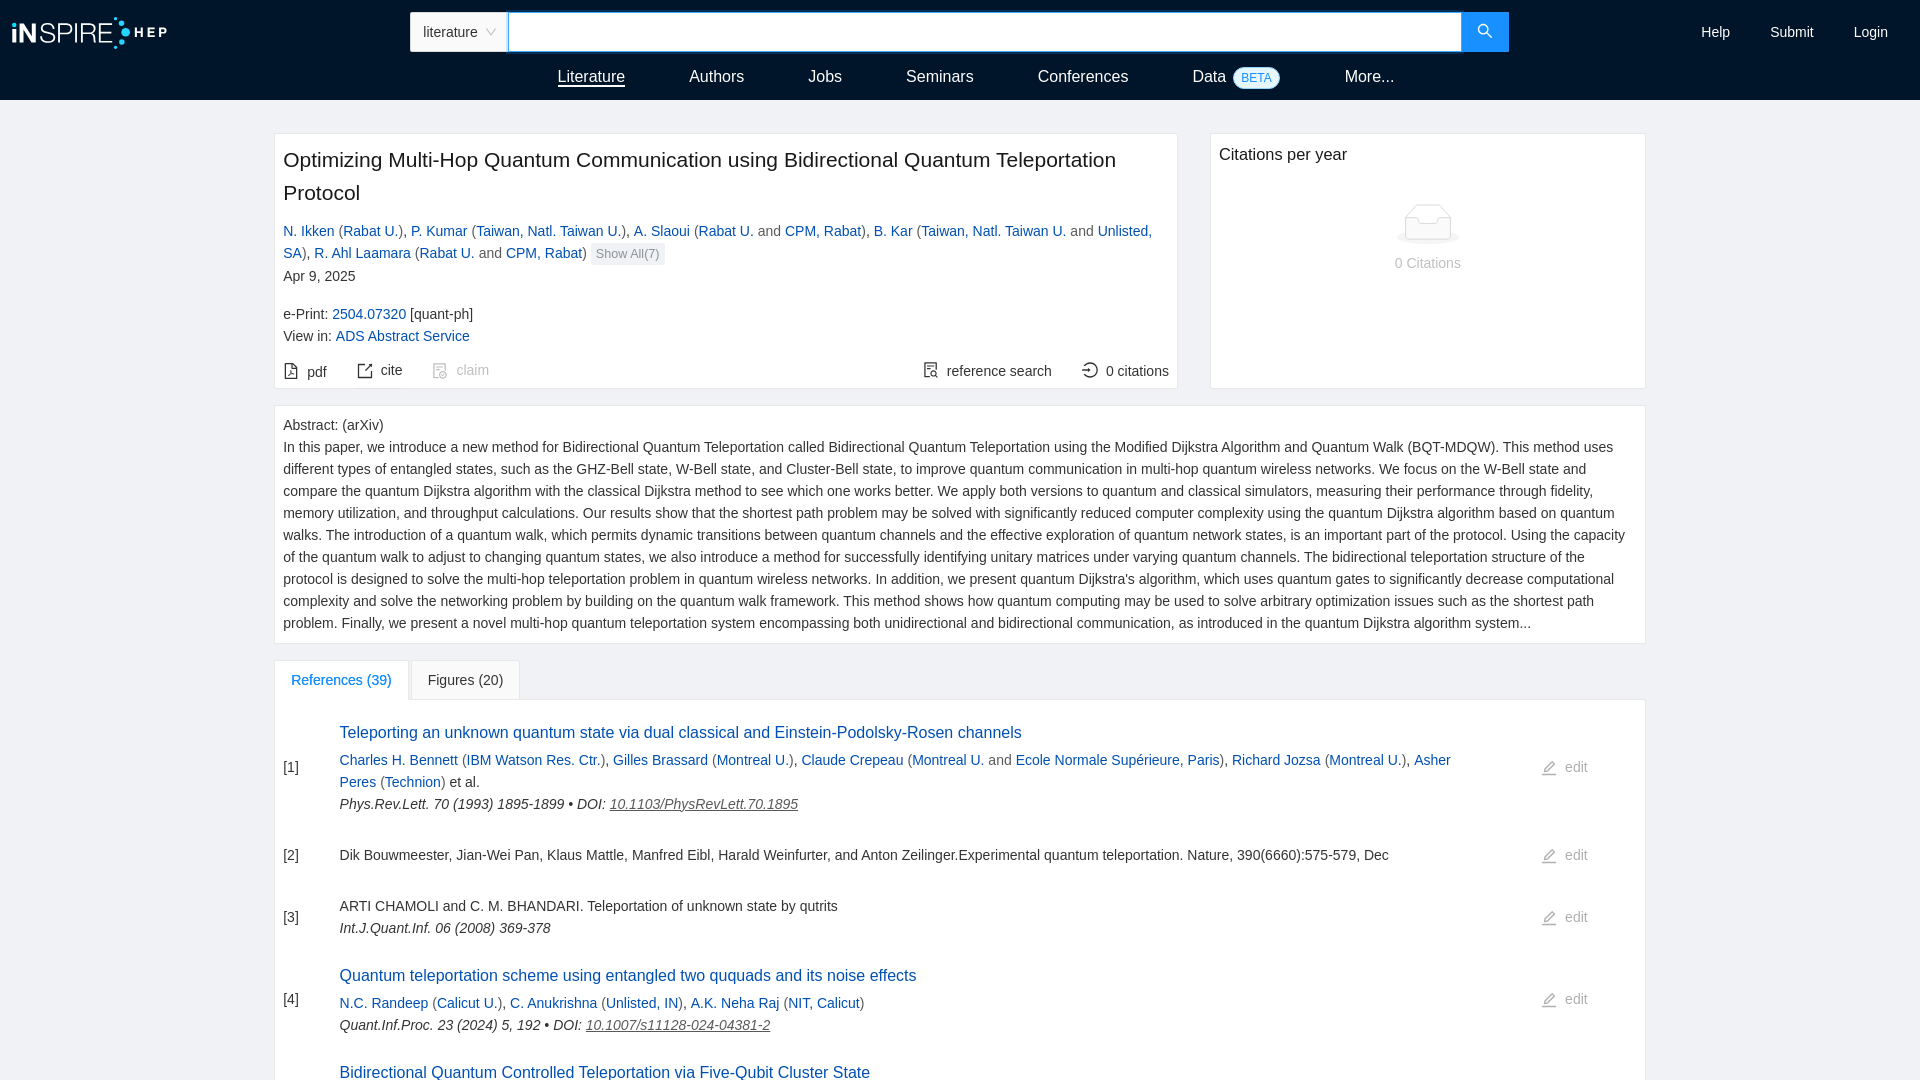 iNSPIRE HEP
literature
Help
Submit
Login
Literature
Authors
Jobs
Seminars
Conferences
Data BETA
More...
Optimizing Multi-Hop Quantum Communication using Bidirectional Quantum Teleportation
Protocol
N. Ikken (Rabat U.), P. Kumar (Taiwan, Natl. Taiwan U.), A. Slaoui (Rabat U. and CPM, Rabat), B. Kar (Taiwan, Natl. Taiwan U. and Unlisted,
SA), R. Ahl Laamara (Rabat U. and CPM, Rabat) Show All(7)
Apr 9, 2025
e-Print: 2504.07320 [quant-ph]
View in: ADS Abstract Service
pdf
cite
claim
reference search
0 citations
Citations per year
0 Citations
Abstract: (arXiv)
In this paper, we introduce a new method for Bidirectional Quantum Teleportation called Bidirectional Quantum Teleportation using the Modified Dijkstra Algorithm and Quantum Walk (BQT-MDQW). This method uses
different types of entangled states, such as the GHZ-Bell state, W-Bell state, and Cluster-Bell state, to improve quantum communication in multi-hop quantum wireless networks. We focus on the W-Bell state and
compare the quantum Dijkstra algorithm with the classical Dijkstra method to see which one works better. We apply both versions to quantum and classical simulators, measuring their performance through fidelity,
memory utilization, and throughput calculations. Our results show that the shortest path problem may be solved with significantly reduced computer complexity using the quantum Dijkstra algorithm based on quantum
walks. The introduction of a quantum walk, which permits dynamic transitions between quantum channels and the effective exploration of quantum network states, is an important part of the protocol. Using the capacity
of the quantum walk to adjust to changing quantum states, we also introduce a method for successfully identifying unitary matrices under varying quantum channels. The bidirectional teleportation structure of the
protocol is designed to solve the multi-hop teleportation problem in quantum wireless networks. In addition, we present quantum Dijkstra's algorithm, which uses quantum gates to significantly decrease computational
complexity and solve the networking problem by building on the quantum walk framework. This method shows how quantum computing may be used to solve arbitrary optimization issues such as the shortest path
problem. Finally, we present a novel multi-hop quantum teleportation system encompassing both unidirectional and bidirectional communication, as introduced in the quantum Dijkstra algorithm system...
References (39)
Figures (20)
Teleporting an unknown quantum state via dual classical and Einstein-Podolsky-Rosen channels
[1]
Charles H. Bennett (IBM Watson Res. Ctr.), Gilles Brassard (Montreal U.), Claude Crepeau (Montreal U. and Ecole Normale Supérieure, Paris), Richard Jozsa (Montreal U.), Asher
Peres (Technion) et al.
Phys.Rev.Lett. 70 (1993) 1895-1899 • DOI: 10.1103/PhysRevLett.70.1895
edit
[2]
Dik Bouwmeester, Jian-Wei Pan, Klaus Mattle, Manfred Eibl, Harald Weinfurter, and Anton Zeilinger.Experimental quantum teleportation. Nature, 390(6660):575-579, Dec
edit
[3]
ARTI CHAMOLI and C. M. BHANDARI. Teleportation of unknown state by qutrits
Int.J.Quant.Inf. 06 (2008) 369-378
edit
Quantum teleportation scheme using entangled two ququads and its noise effects
[4]
N.C. Randeep (Calicut U.), C. Anukrishna (Unlisted, IN), A.K. Neha Raj (NIT, Calicut)
Quant.Inf.Proc. 23 (2024) 5, 192 • DOI: 10.1007/s11128-024-04381-2
edit
Bidirectional Quantum Controlled Teleportation via Five-Qubit Cluster State